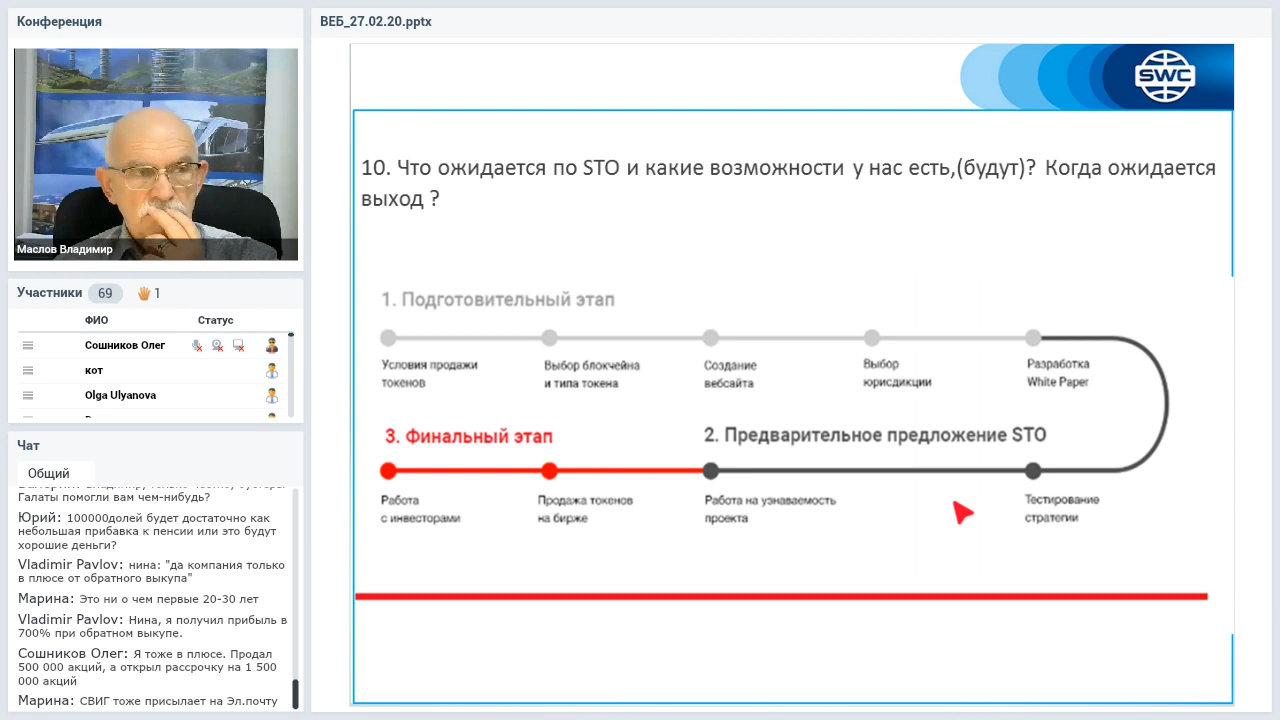 Конференция
Маслов Владимир
Участники 69 1
ФИО Статус
Сошников Олег
кот
Olga Ulyanova
Чат
Общий
Галаты помогли вам чем-нибудь?
Юрий: 100000долей будет достаточно как
небольшая прибавка к пенсии или это будут
хорошие деньги?
Vladimir Pavlov: нина: "да компания только
в плюсе от обратного выкупа"
Марина: Это ни о чем первые 20-30 лет
Vladimir Pavlov: Нина, я получил прибыль в
700% при обратном выкупе.
Сошников Олег: Я тоже в плюсе. Продал
500 000 акций, а открыл рассрочку на 1 500
000 акций
Марина: СВИГ тоже присылает на Эл.почту
ВЕБ_27.02.20.pptx
SWC
10. Что ожидается по STO и какие возможности у нас есть,(будут)? Когда ожидается
выход ?
1. Подготовительный этап
Условия продажи
токенов
Выбор блокчейна
и типа токена
Создание
вебсайта
Выбор
юрисдикции
Разработка
White Paper
3. Финальный этап
2. Предварительное предложение STO
Работа
с инвесторами
Продажа токенов
на бирже
Работа на узнаваемость
проекта
Тестирование
стратегии